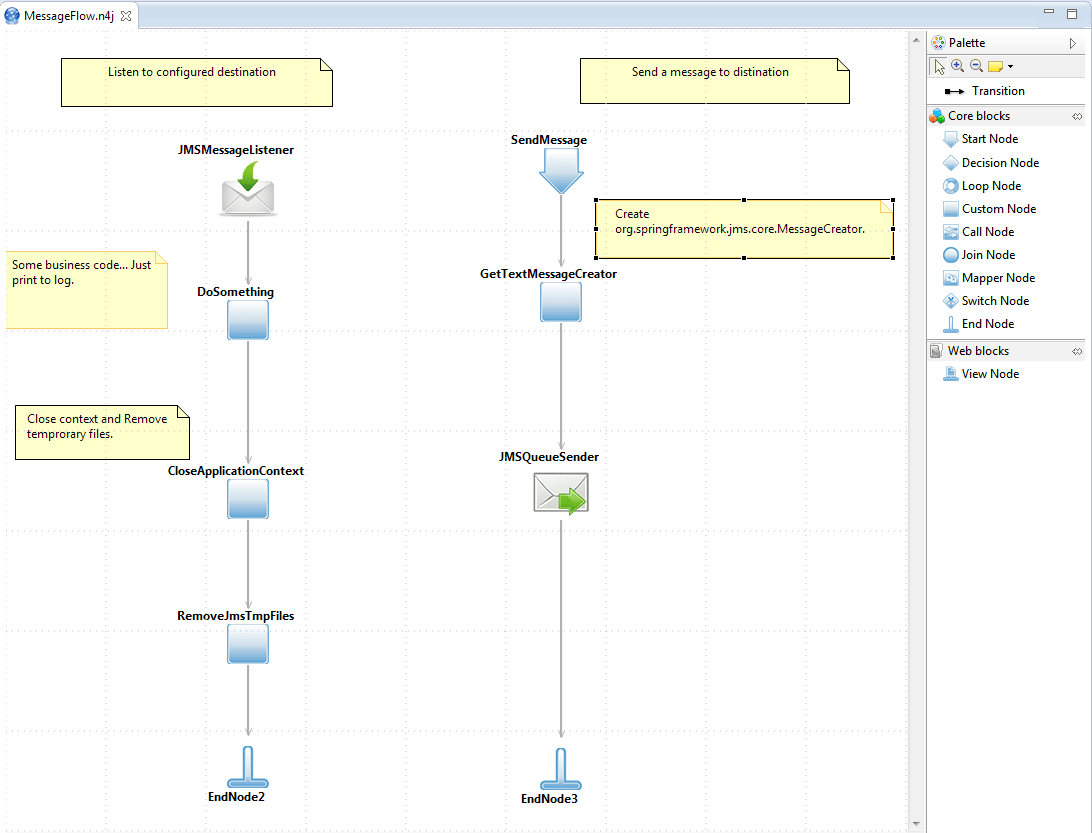 MessageFlow.n4j
Listen to configured destination
Send a message to distination
JMSMessageListener
SendMessage
Create
org.springframework.jms.core.MessageCreator.
Some business code... Just
print to log.
DoSomething
GetTextMessageCreator
Close context and Remove
temprorary files.
CloseApplicationContext
JMSQueueSender
RemoveJmsTmpFiles
EndNode2
EndNode3
Palette
Transition
Core blocks
Start Node
Decision Node
Loop Node
Custom Node
Call Node
Join Node
Mapper Node
Switch Node
End Node
Web blocks
View Node